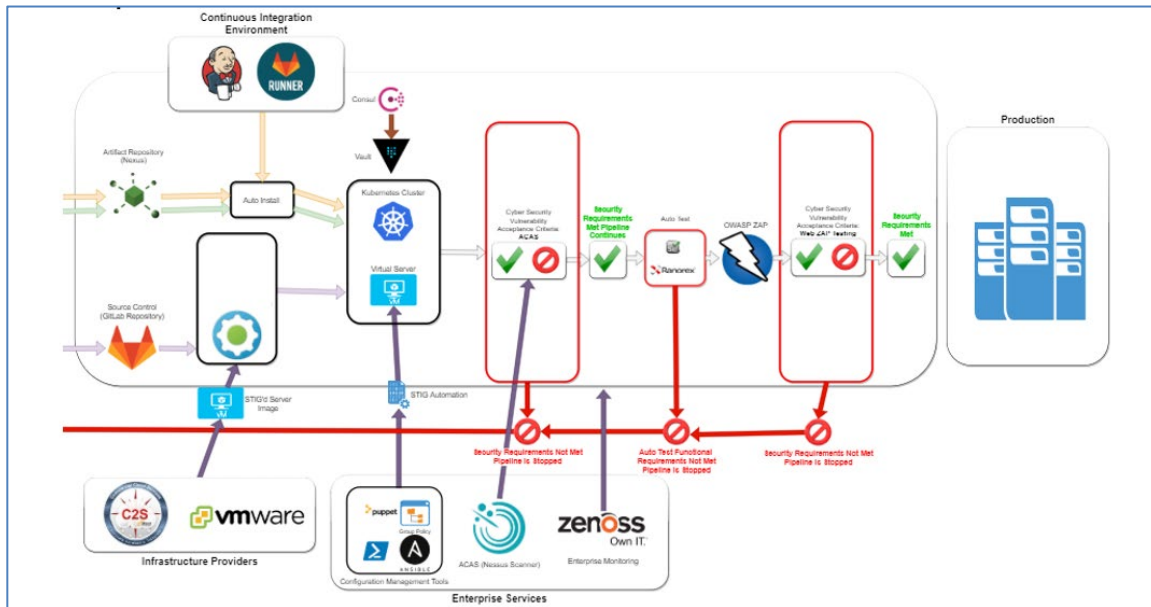 Continuous Integration
Environment
RUNNER
Consul
Vault
Artifact Repository
(Nexus)
Auto Install
Kubernetes Cluster
Virtual Server
VM
Source Control
(GitLab Repository)
STIG'd Server
Image
STIG Automation
Cyber Security
Vulnerability
Acceptance Criteria:
ACAS
Security
Requirements
Met Pipeline
Continues
Auto Test
Ranorex
OWASP ZAP
Cyber Security
Vulnerability
Acceptance Criteria:
Web ZAP Testing
Security
Requirements
Met
Production
Security Requirements Not Met
Pipeline is Stopped
Auto Test Functional
Requirements Not Met
Pipeline is Stopped
Security Requirements Not Met
Pipeline is Stopped
C2S
vmware
Infrastructure Providers
puppet
Group Policy
ANSIBLE
Configuration Management Tools
ACAS (Nessus Scanner)
zenoss
Own IT.
Enterprise Monitoring
Enterprise Services